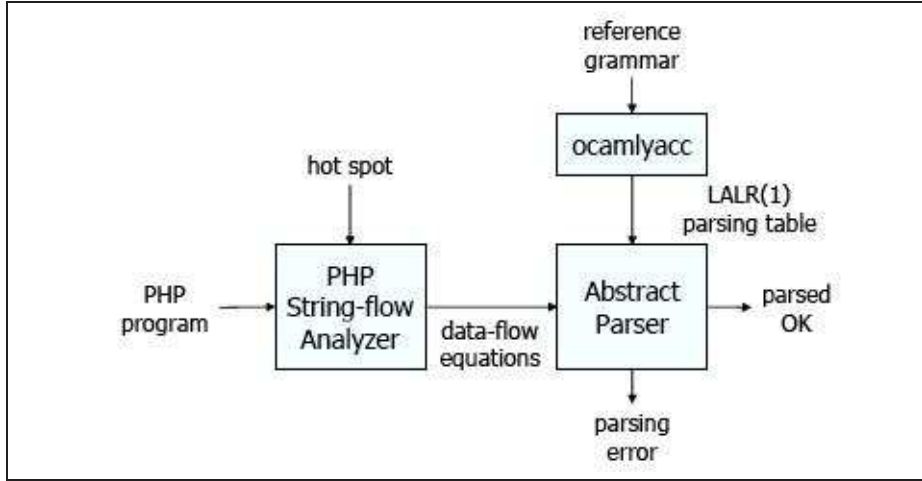 reference
grammar
ocamlyacc
hot spot
LALR(1)
parsing table
PHP
program
PHP
String-flow
Analyzer
data-flow
equations
Abstract
Parser
parsed
OK
parsing
error